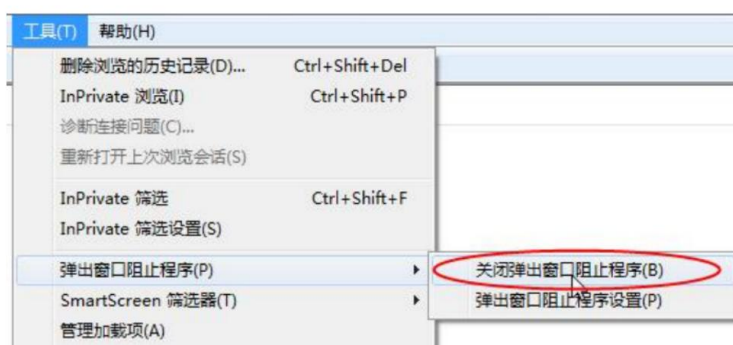 工具(T) 帮助(H)
删除浏览的历史记录(D)... Ctrl+Shift+Del
InPrivate 浏览(I) Ctrl+Shift+P
诊断连接问题(C)...
重新打开上次浏览会话(S)
InPrivate 筛选 Ctrl+Shift+F
InPrivate 筛选设置(S)
弹出窗口阻止程序(P) 关闭弹出窗口阻止程序(B)
SmartScreen 筛选器(T) 弹出窗口阻止程序设置(P)
管理加载项(A)